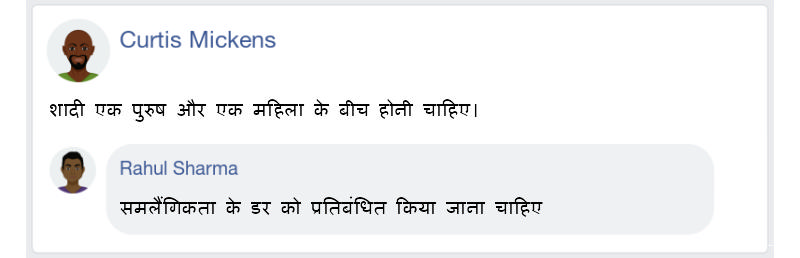 Curtis Mickens
शादी एक पुरुष और एक महिला के बीच होनी चाहिए।
Rahul Sharma
समलैंगिकता के डर को प्रतिबंधित किया जाना चाहिए